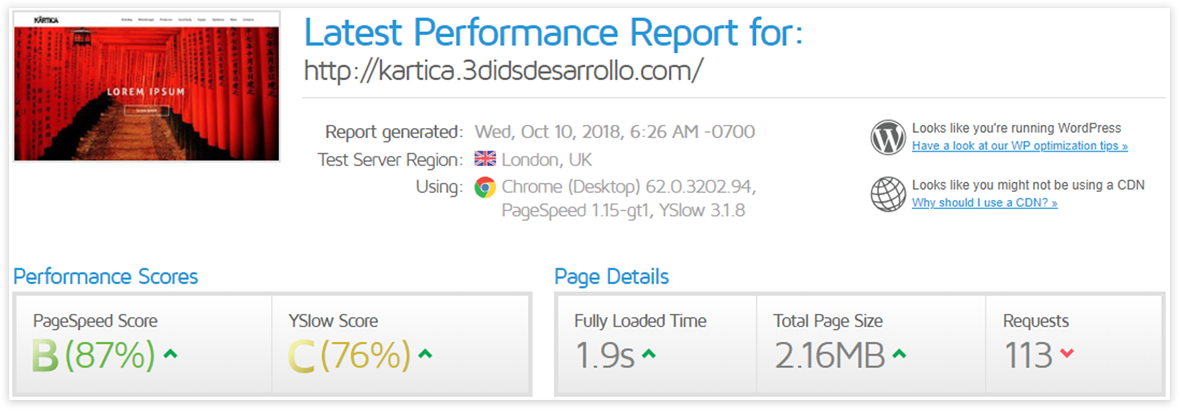 KARTICA
LOREM IPSUM
Latest Performance Report for:
http://kartica.3didsdesarrollo.com/
Report generated: Wed, Oct 10, 2018, 6:26 AM -0700
Test Server Region: London, UK
Using: Chrome (Desktop) 62.0.3202.94,
PageSpeed 1.15-gt1, YSlow 3.1.8
Looks like you're running WordPress
Have a look at our WP optimization tips »
Looks like you might not be using a CDN
Why should I use a CDN? »
Performance Scores
PageSpeed Score
B (87%)
YSlow Score
C (76%)
Page Details
Fully Loaded Time
1.9s
Total Page Size
2.16MB
Requests
113